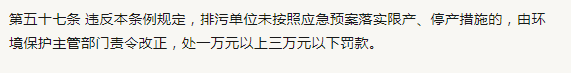 第五十七条 违反本条例规定，排污单位未按照应急预案落实限产、停产措施的，由环
境保护主管部门责令改正，处一万元以上三万元以下罚款。